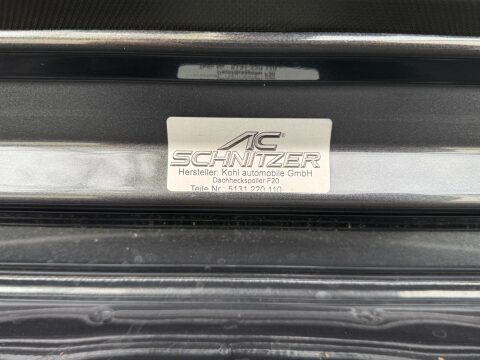 AC®
SCHNITZER
Hersteller: Kohl automobile GmbH
Dachheckspoiler F20
Teile Nr.: 5131 220 110